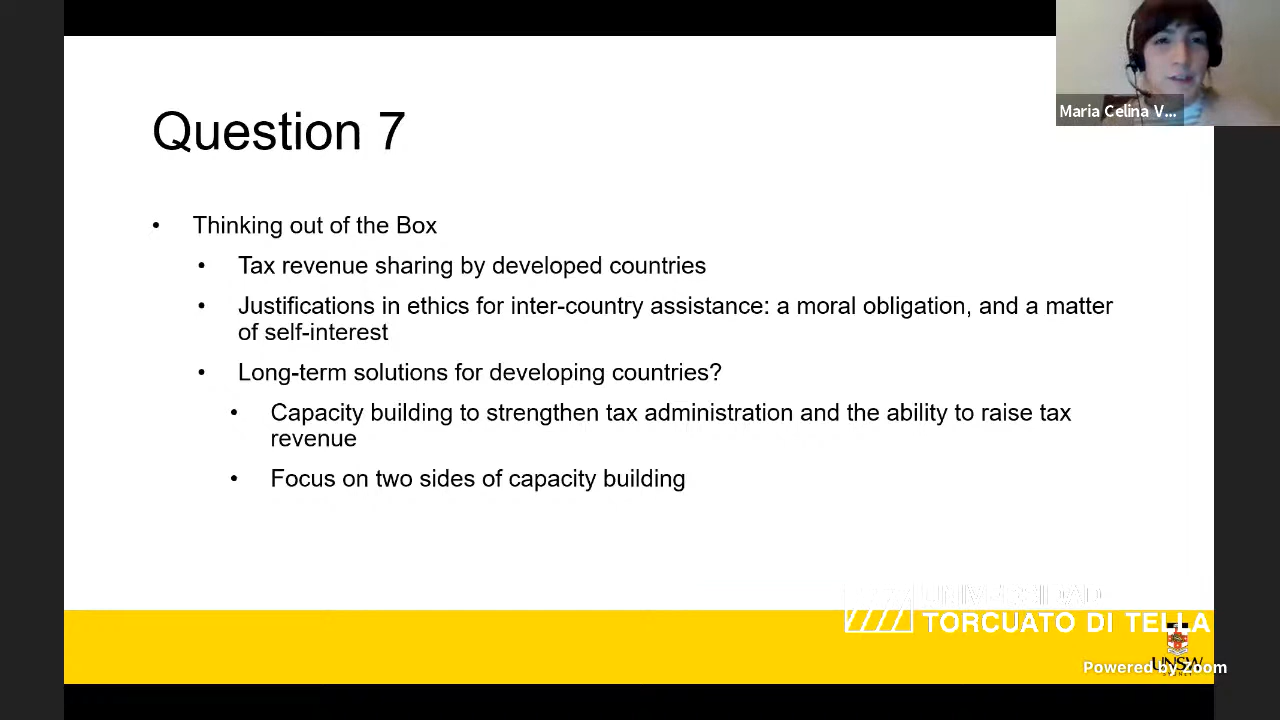 Maria Celina V...
Question 7
• Thinking out of the Box
• Tax revenue sharing by developed countries
• Justifications in ethics for inter-country assistance: a moral obligation, and a matter
of self-interest
• Long-term solutions for developing countries?
• Capacity building to strengthen tax administration and the ability to raise tax
revenue
• Focus on two sides of capacity building
UNIVERSIDAD
TORCUATO DI TELLA
UNSW
SYDNEY
Powered by Zoom